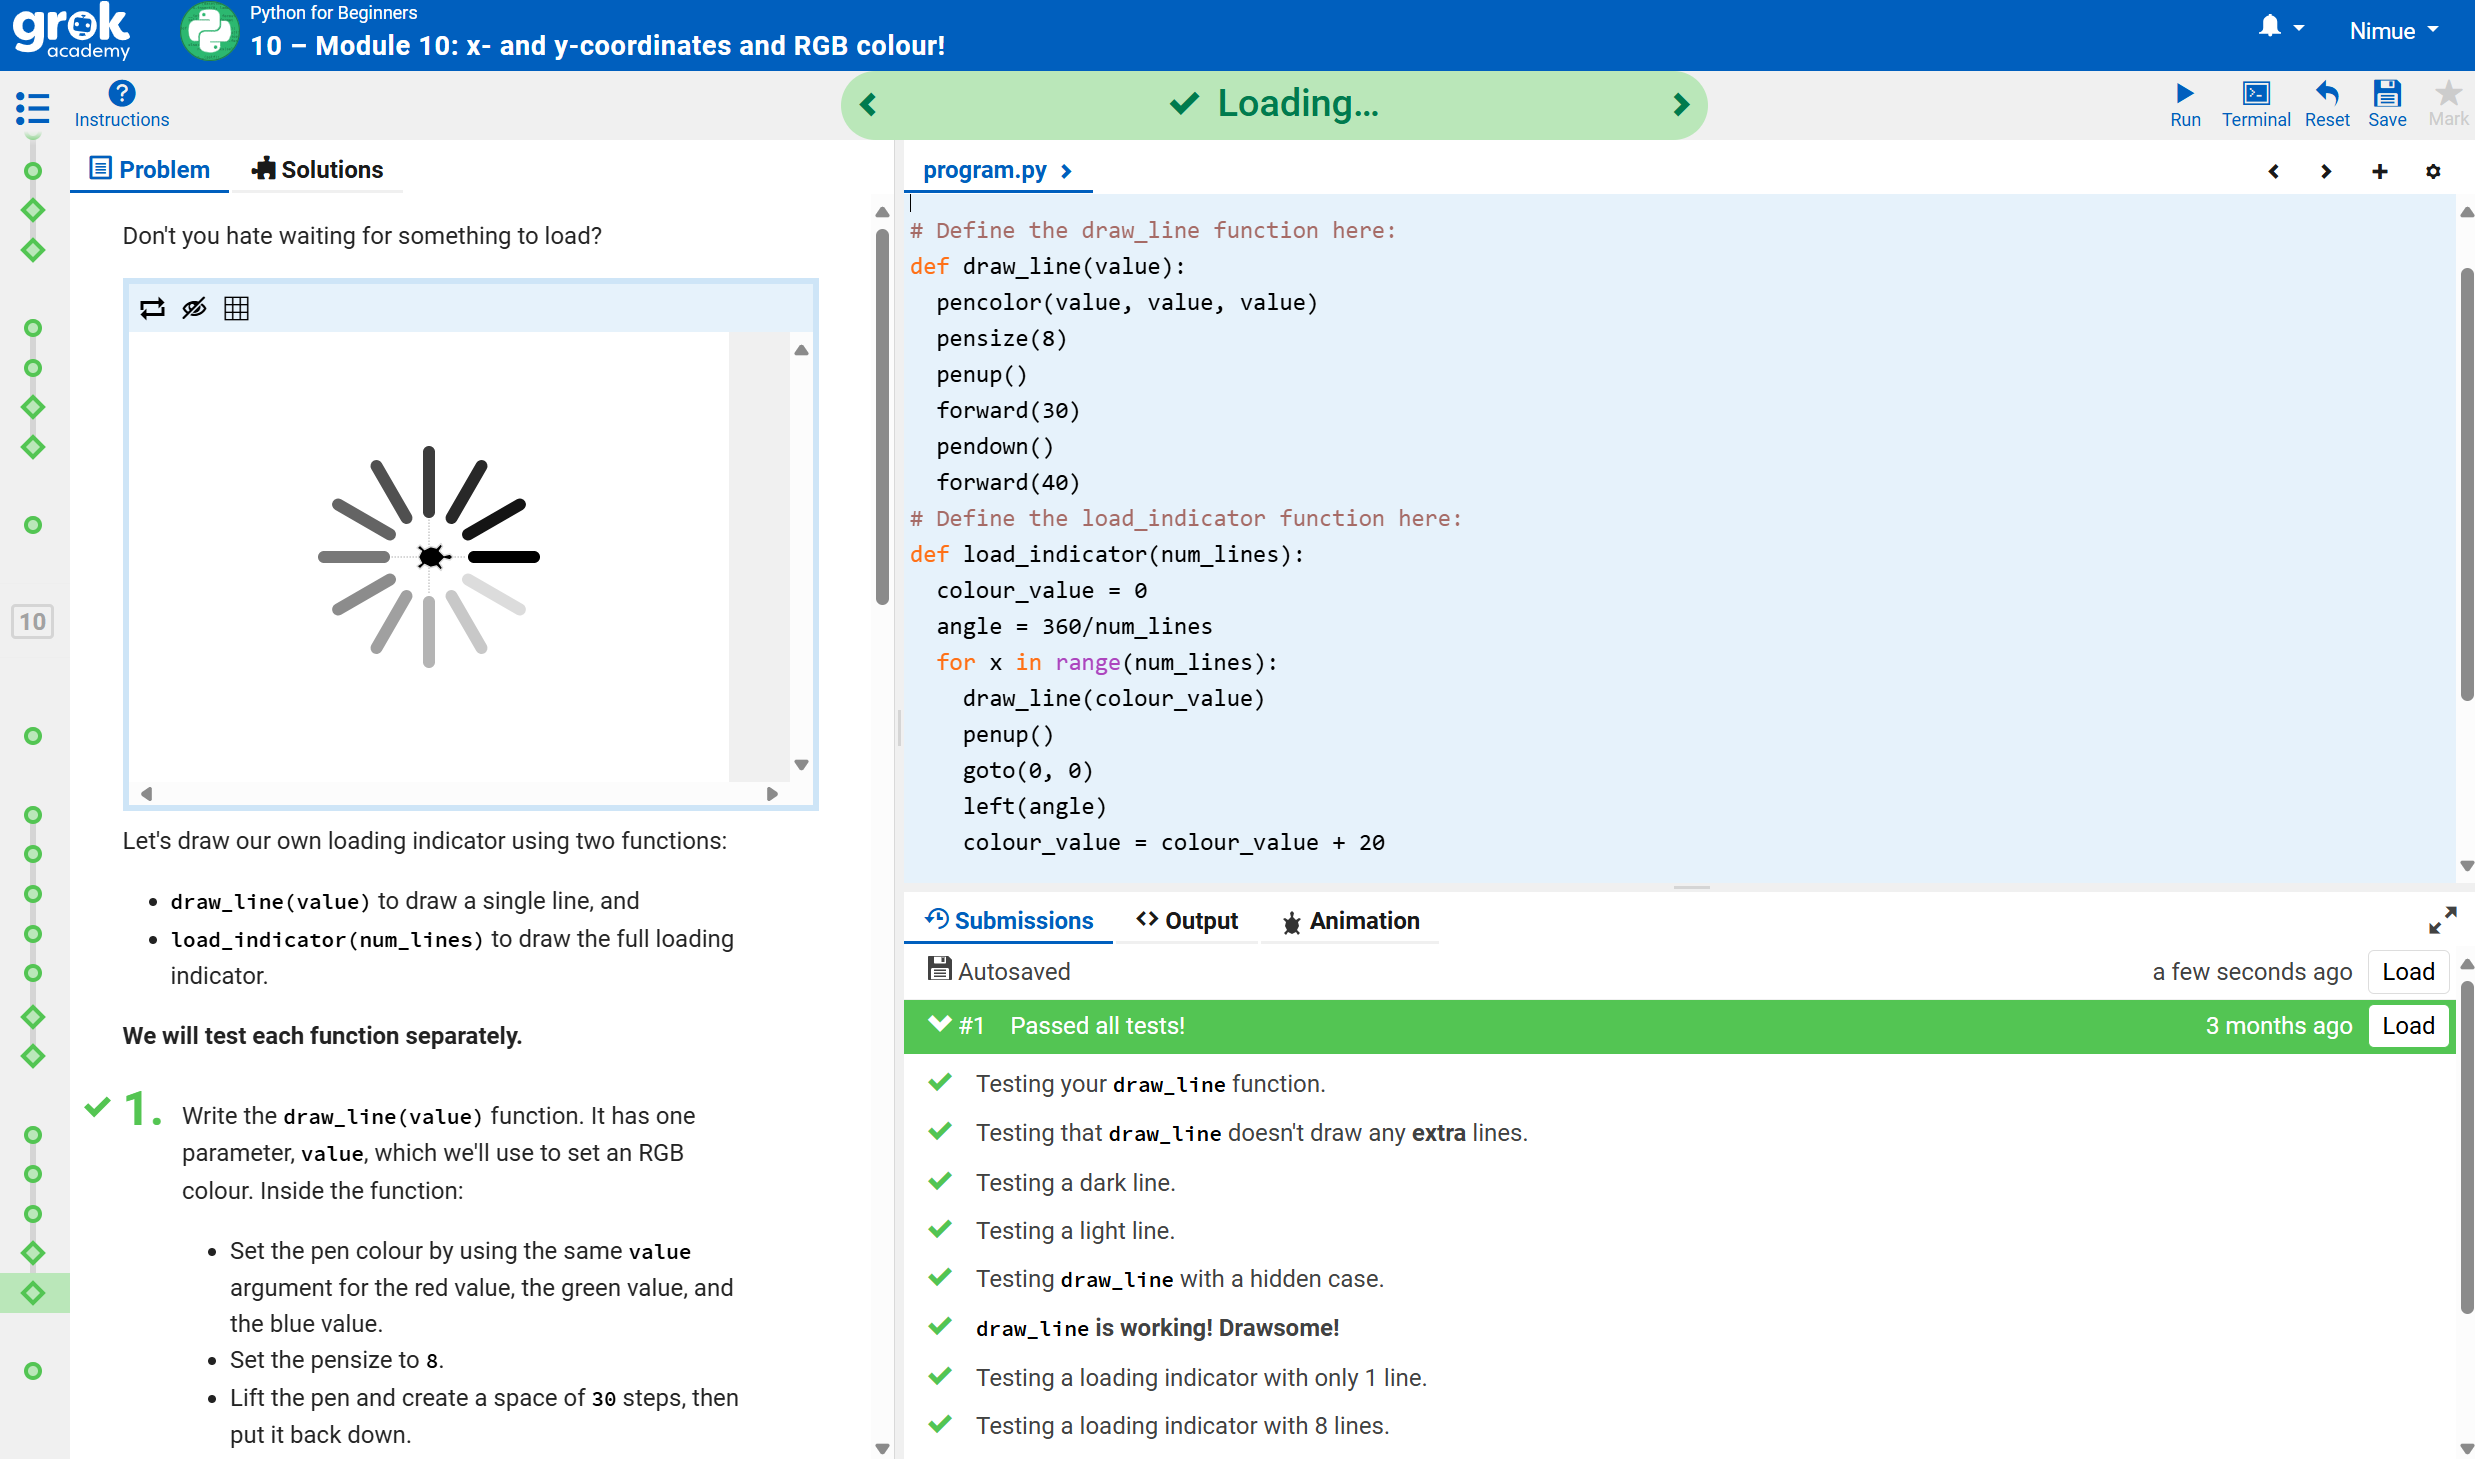 grok
academy
Python for Beginners
10 – Module 10: x- and y-coordinates and RGB colour!
Nimue
Instructions
Loading...
Run
Terminal
Reset
Save
Mark
Problem
Solutions
Don't you hate waiting for something to load?
Let's draw our own loading indicator using two functions:
• draw_line(value) to draw a single line, and
• load_indicator(num_lines) to draw the full loading
indicator.
We will test each function separately.
1. Write the draw_line(value) function. It has one
parameter, value, which we'll use to set an RGB
colour. Inside the function:
• Set the pen colour by using the same value
argument for the red value, the green value, and
the blue value.
• Set the pensize to 8.
• Lift the pen and create a space of 30 steps, then
put it back down.
10
program.py
# Define the draw_line function here:
def draw_line(value):
  pencolor(value, value, value)
  pensize(8)
  penup()
  forward(30)
  pendown()
  forward(40)
# Define the load_indicator function here:
def load_indicator(num_lines):
  colour_value = 0
  angle = 360/num_lines
  for x in range(num_lines):
    draw_line(colour_value)
    penup()
    goto(0, 0)
    left(angle)
    colour_value = colour_value + 20
Submissions
Output
Animation
Autosaved
a few seconds ago
Load
#1 Passed all tests!
3 months ago
Load
Testing your draw_line function.
Testing that draw_line doesn't draw any extra lines.
Testing a dark line.
Testing a light line.
Testing draw_line with a hidden case.
draw_line is working! Drawsome!
Testing a loading indicator with only 1 line.
Testing a loading indicator with 8 lines.